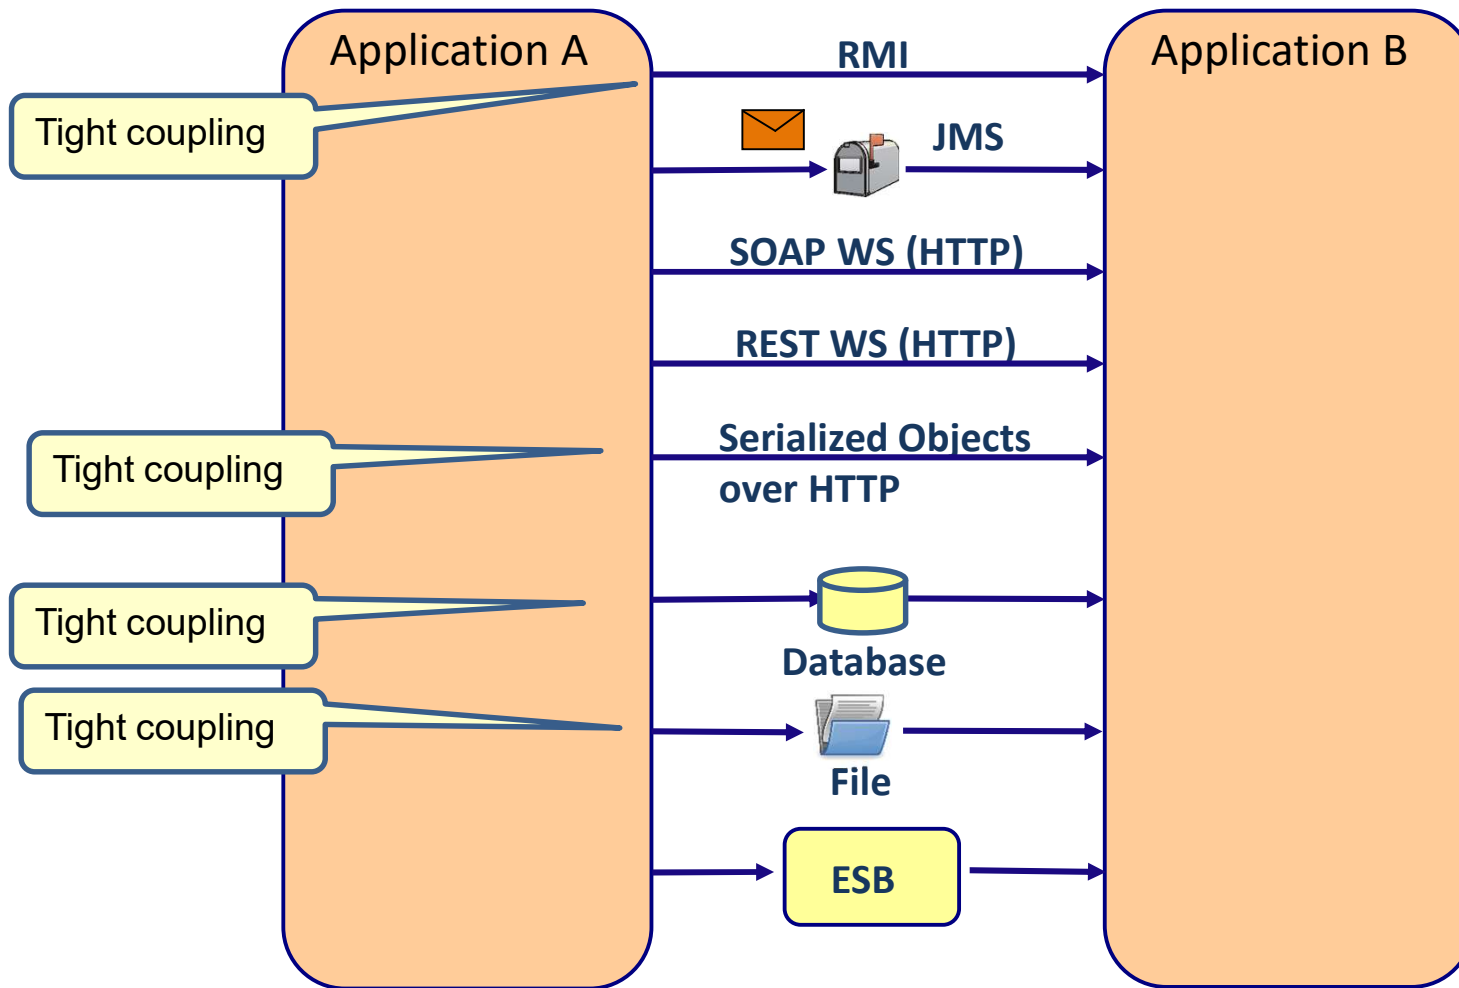 Application A
RMI
Application B
Tight coupling
JMS
SOAP WS (HTTP)
REST WS (HTTP)
Serialized Objects
over HTTP
Tight coupling
Tight coupling
Database
Tight coupling
File
ESB